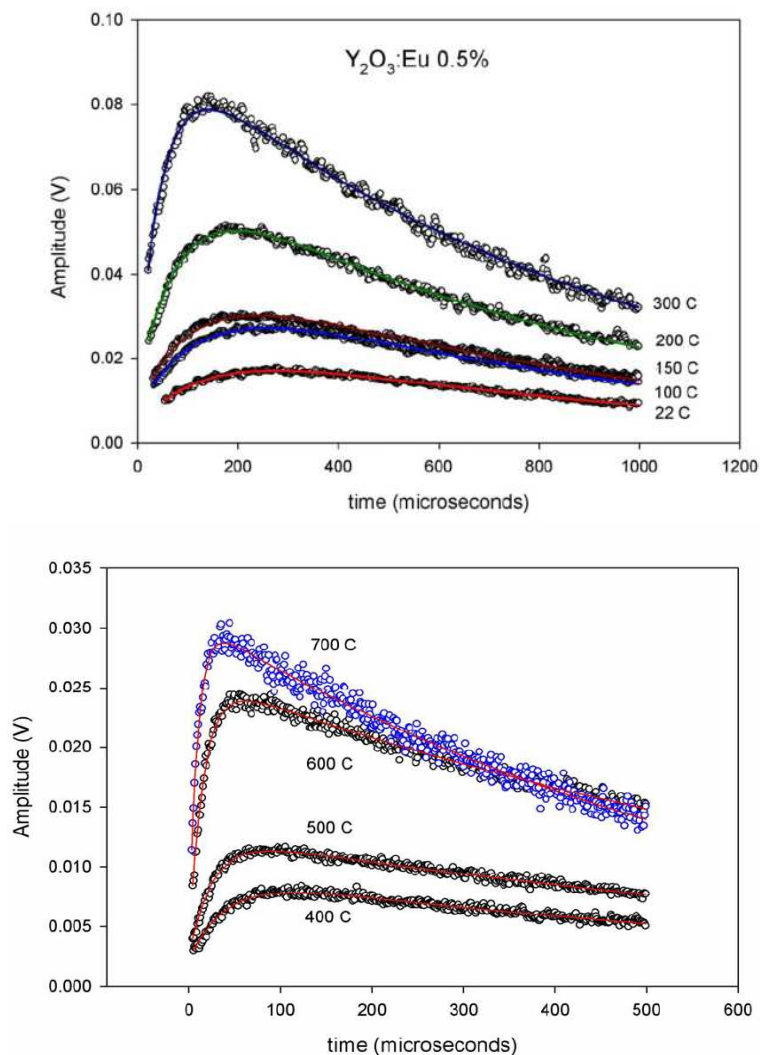 Y₂O₃:Eu 0.5%
0.10
0.08
0.06
0.04
0.02
0.00
Amplitude (V)
300 C
200 C
150 C
100 C
22 C
0 200 400 600 800 1000 1200
time (microseconds)
0.035
0.030
0.025
0.020
0.015
0.010
0.005
0.000
Amplitude (V)
700 C
600 C
500 C
400 C
0 100 200 300 400 500 600
time (microseconds)